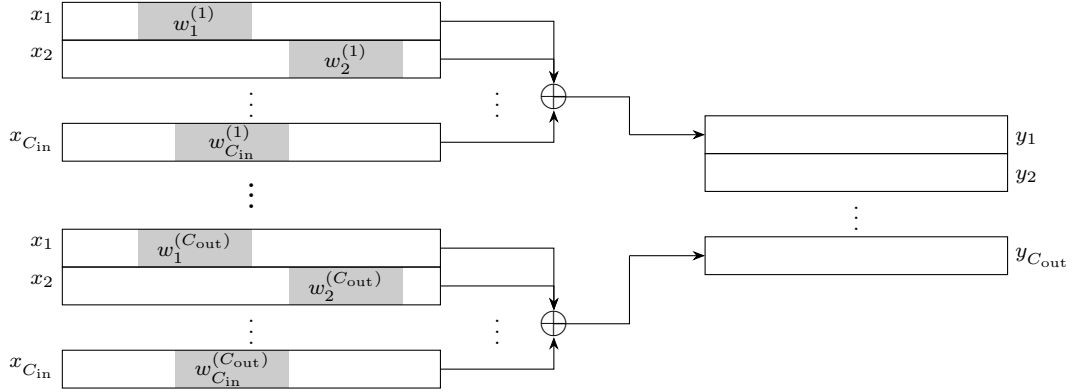 x_1 w_1^{(1)}
x_2 w_2^{(1)}
⋮ ⋮
x_{C_in} w_{C_in}^{(1)} y_1
y_2
⋮ ⋮
x_1 w_1^{(C_out)} y_{C_out}
x_2 w_2^{(C_out)}
⋮ ⋮
x_{C_in} w_{C_in}^{(C_out)}